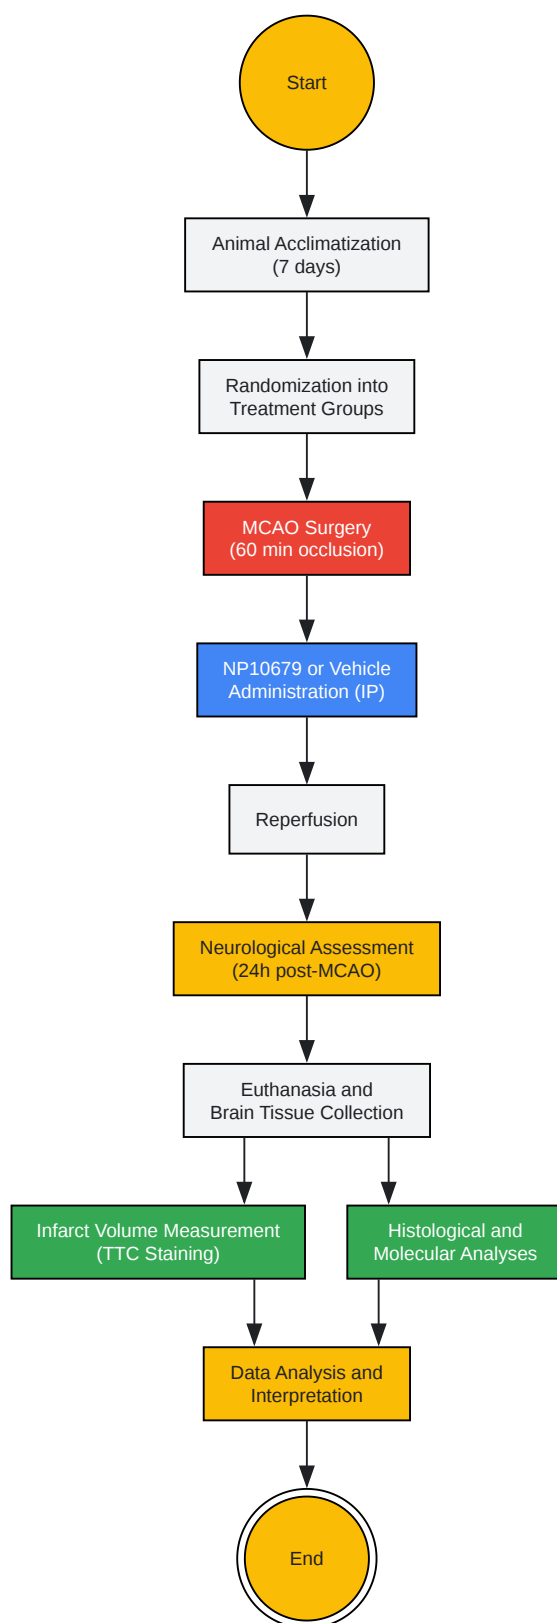 Start
Animal Acclimatization
(7 days)
Randomization into
Treatment Groups
MCAO Surgery
(60 min occlusion)
NP10679 or Vehicle
Administration (IP)
Reperfusion
Neurological Assessment
(24h post-MCAO)
Euthanasia and
Brain Tissue Collection
Infarct Volume Measurement
(TTC Staining)
Histological and
Molecular Analyses
Data Analysis and
Interpretation
End